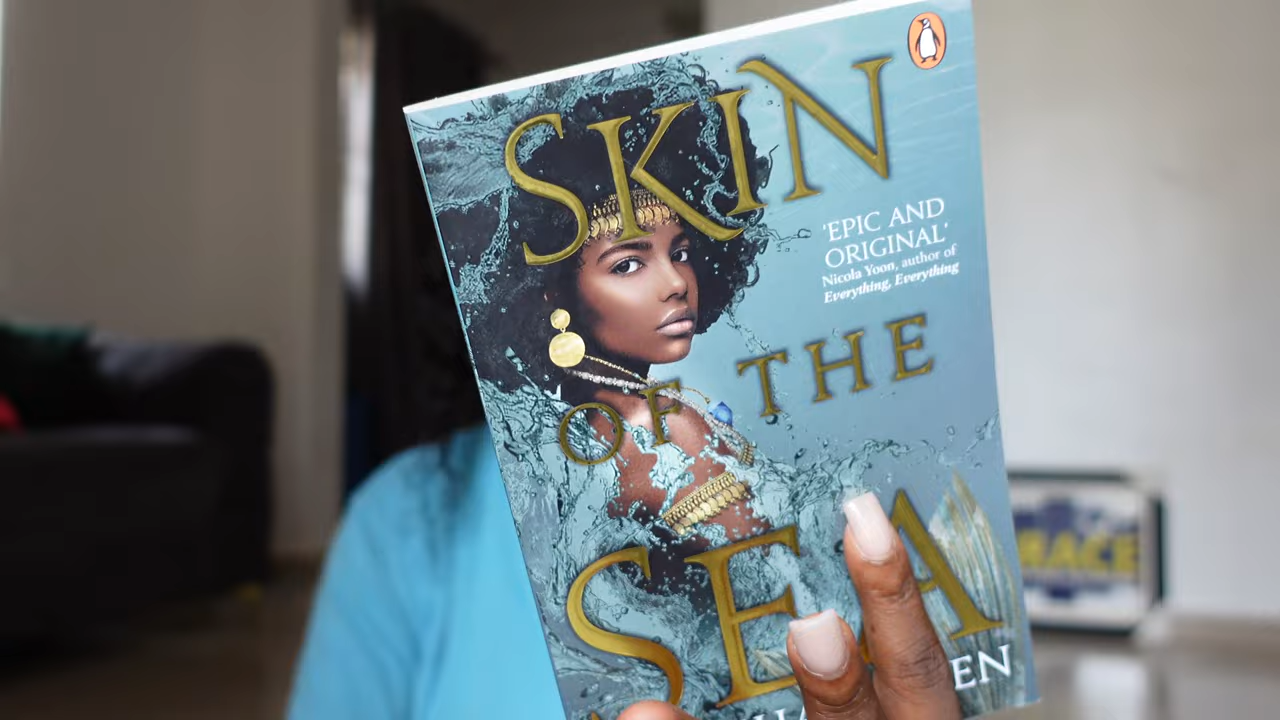 SKIN
'EPIC AND
ORIGINAL'
Nicola Yoon, author of
Everything, Everything
OF THE
SEA